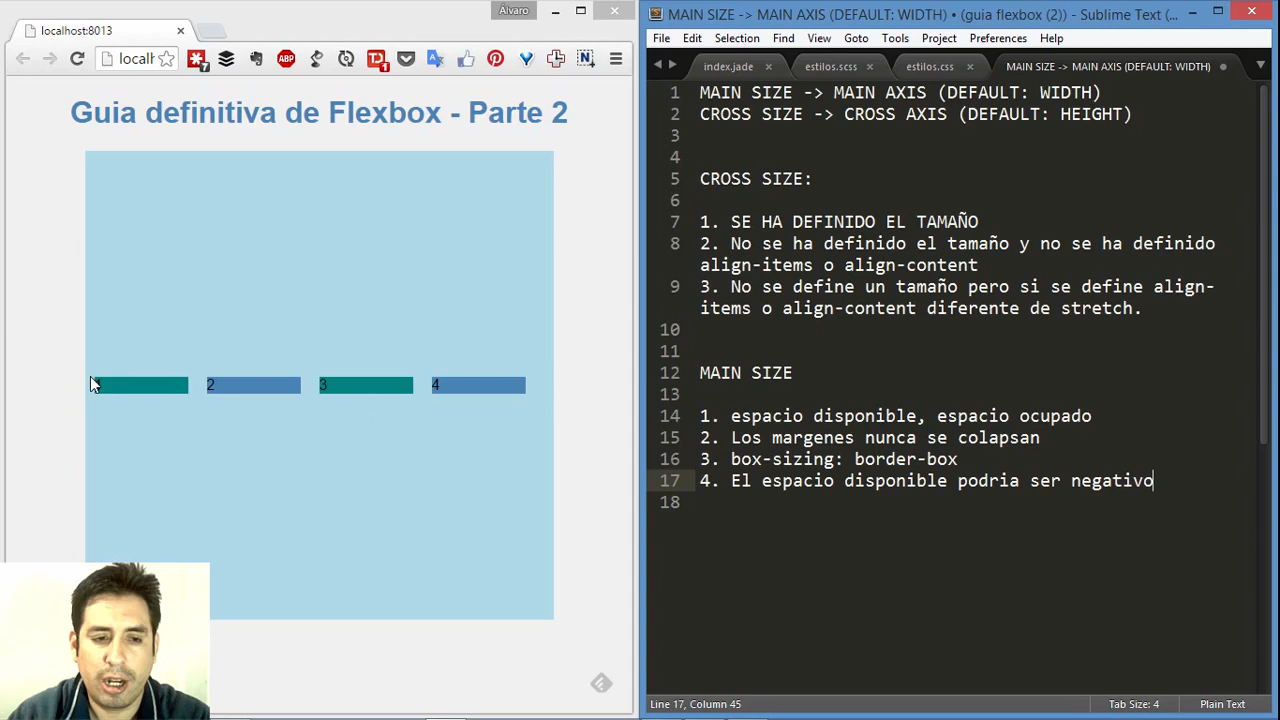 Álvaro
localhost:8013
localh
7
ABP
1
N
Guia definitiva de Flexbox - Parte 2
2
3
4
MAIN SIZE -> MAIN AXIS (DEFAULT: WIDTH) • (guia flexbox (2)) - Sublime Text (...
File Edit Selection Find View Goto Tools Project Preferences Help
index.jade
estilos.scss
estilos.css
MAIN SIZE -> MAIN AXIS (DEFAULT: WIDTH)
1 MAIN SIZE -> MAIN AXIS (DEFAULT: WIDTH)
2 CROSS SIZE -> CROSS AXIS (DEFAULT: HEIGHT)
3
4
5 CROSS SIZE:
6
7 1. SE HA DEFINIDO EL TAMAÑO
8 2. No se ha definido el tamaño y no se ha definido
align-items o align-content
9 3. No se define un tamaño pero si se define align-
items o align-content diferente de stretch.
10
11
12 MAIN SIZE
13
14 1. espacio disponible, espacio ocupado
15 2. Los margenes nunca se colapsan
16 3. box-sizing: border-box
17 4. El espacio disponible podria ser negativo
18
Line 17, Column 45
Tab Size: 4
Plain Text